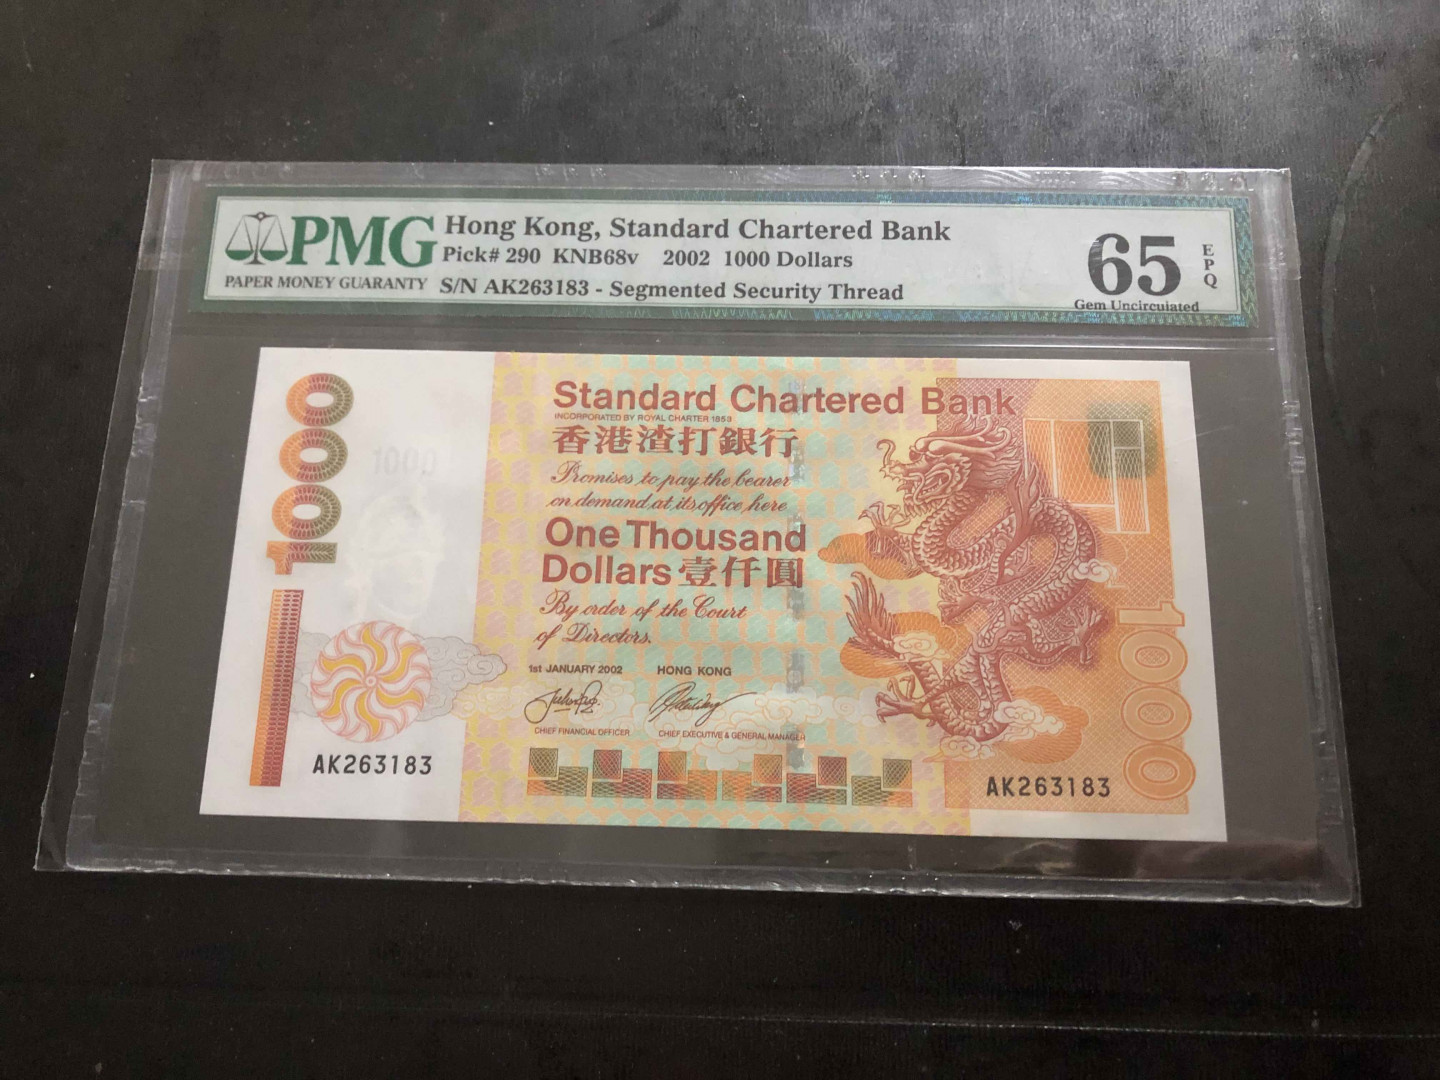 PMG
PAPER MONEY GUARANTY
Hong Kong, Standard Chartered Bank
Pick# 290 KNB68v 2002 1000 Dollars
S/N AK263183 - Segmented Security Thread
65
EPQ
Gem Uncirculated
1000
Standard Chartered Bank
INCORPORATED BY ROYAL CHARTER 1853
香港渣打銀行
Promises to pay the bearer
on demand at its office here
One Thousand
Dollars 壹仟圓
By order of the Court
of Directors.
1st JANUARY 2002 HONG KONG
CHIEF FINANCIAL OFFICER CHIEF EXECUTIVE & GENERAL MANAGER
AK263183
AK263183
1000